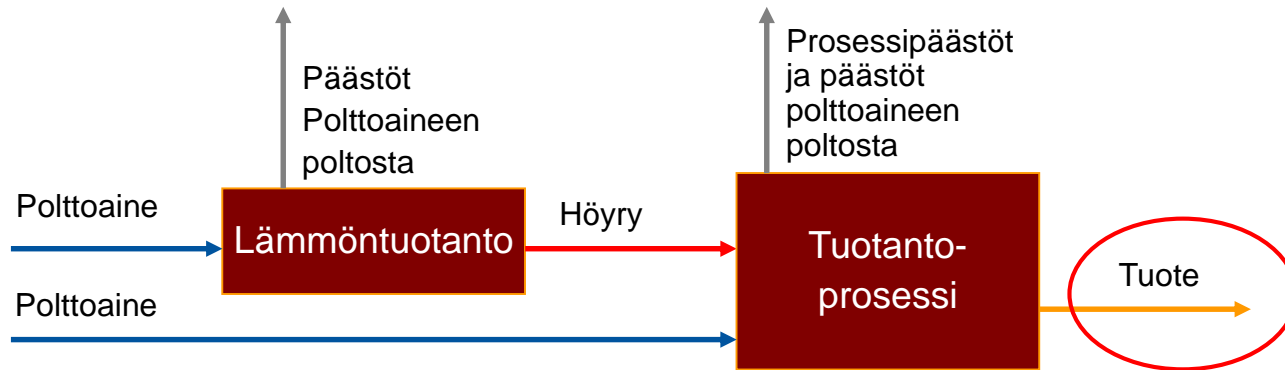 Päästöt
Polttoaineen
poltosta
Prosessipäästöt
ja päästöt
polttoaineen
poltosta
Polttoaine
Lämmöntuotanto
Höyry
Tuotanto-
prosessi
Tuote
Polttoaine